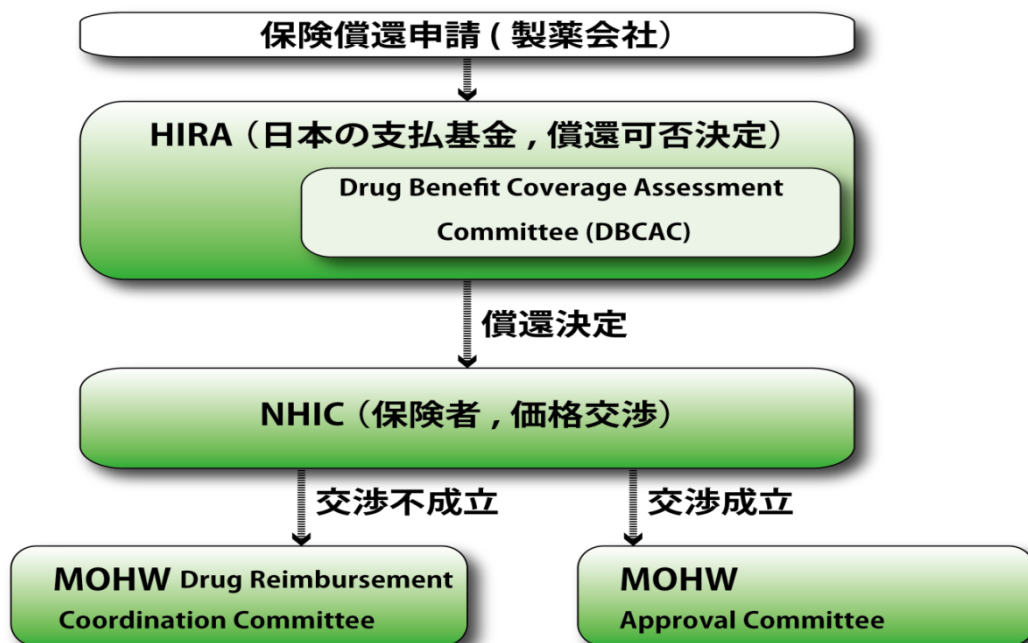 保険償還申請 ( 製薬会社）
HIRA（日本の支払基金 , 償還可否決定）
Drug Benefit Coverage Assessment
Committee (DBCAC)
償還決定
NHIC（保険者 , 価格交渉）
交渉不成立
交渉成立
MOHW Drug Reimbursement
Coordination Committee
MOHW
Approval Committee